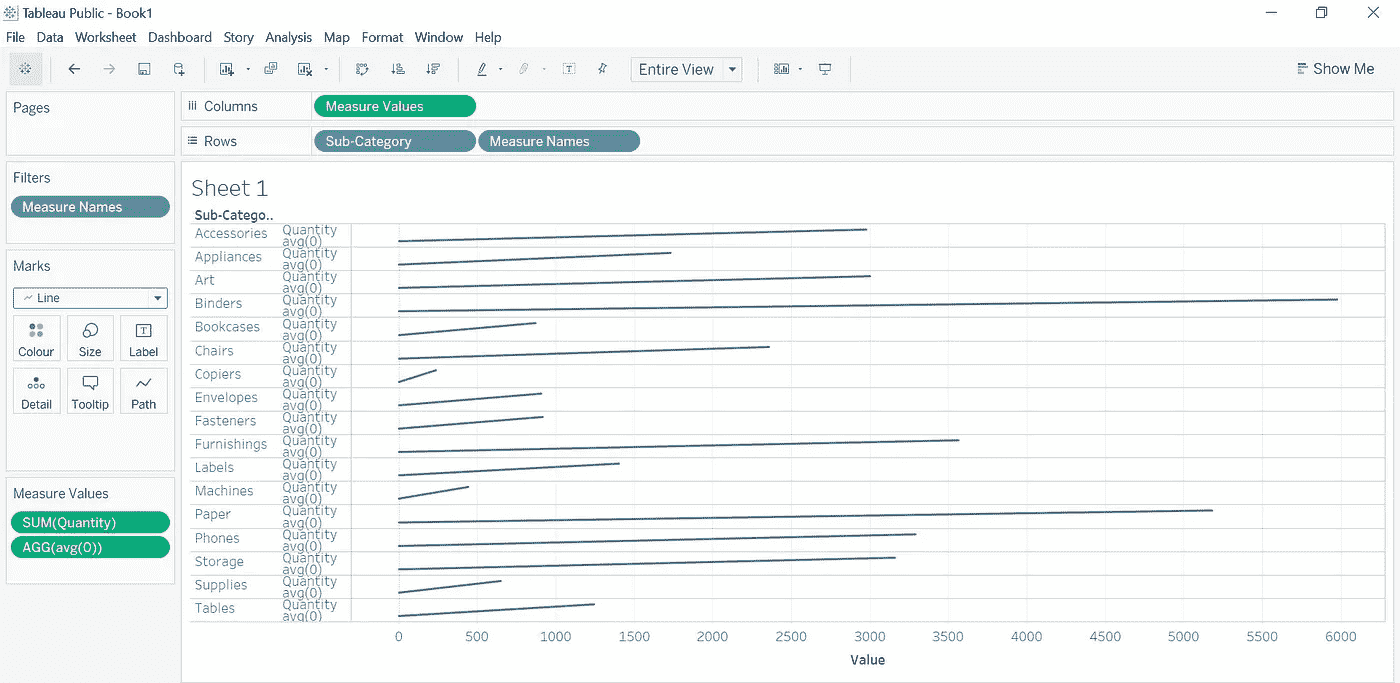 Tableau Public - Book1
File Data Worksheet Dashboard Story Analysis Map Format Window Help
Entire View
Show Me
Pages
Columns
Measure Values
Rows
Sub-Category
Measure Names
Filters
Measure Names
Marks
Line
Colour
Size
Label
Detail
Tooltip
Path
Measure Values
SUM(Quantity)
AGG(avg(0))
Sheet 1
Sub-Catego..
Accessories Quantity
avg(0)
Appliances Quantity
avg(0)
Art Quantity
avg(0)
Binders Quantity
avg(0)
Bookcases Quantity
avg(0)
Chairs Quantity
avg(0)
Copiers Quantity
avg(0)
Envelopes Quantity
avg(0)
Fasteners Quantity
avg(0)
Furnishings Quantity
avg(0)
Labels Quantity
avg(0)
Machines Quantity
avg(0)
Paper Quantity
avg(0)
Phones Quantity
avg(0)
Storage Quantity
avg(0)
Supplies Quantity
avg(0)
Tables Quantity
avg(0)
0 500 1000 1500 2000 2500 3000 3500 4000 4500 5000 5500 6000
Value